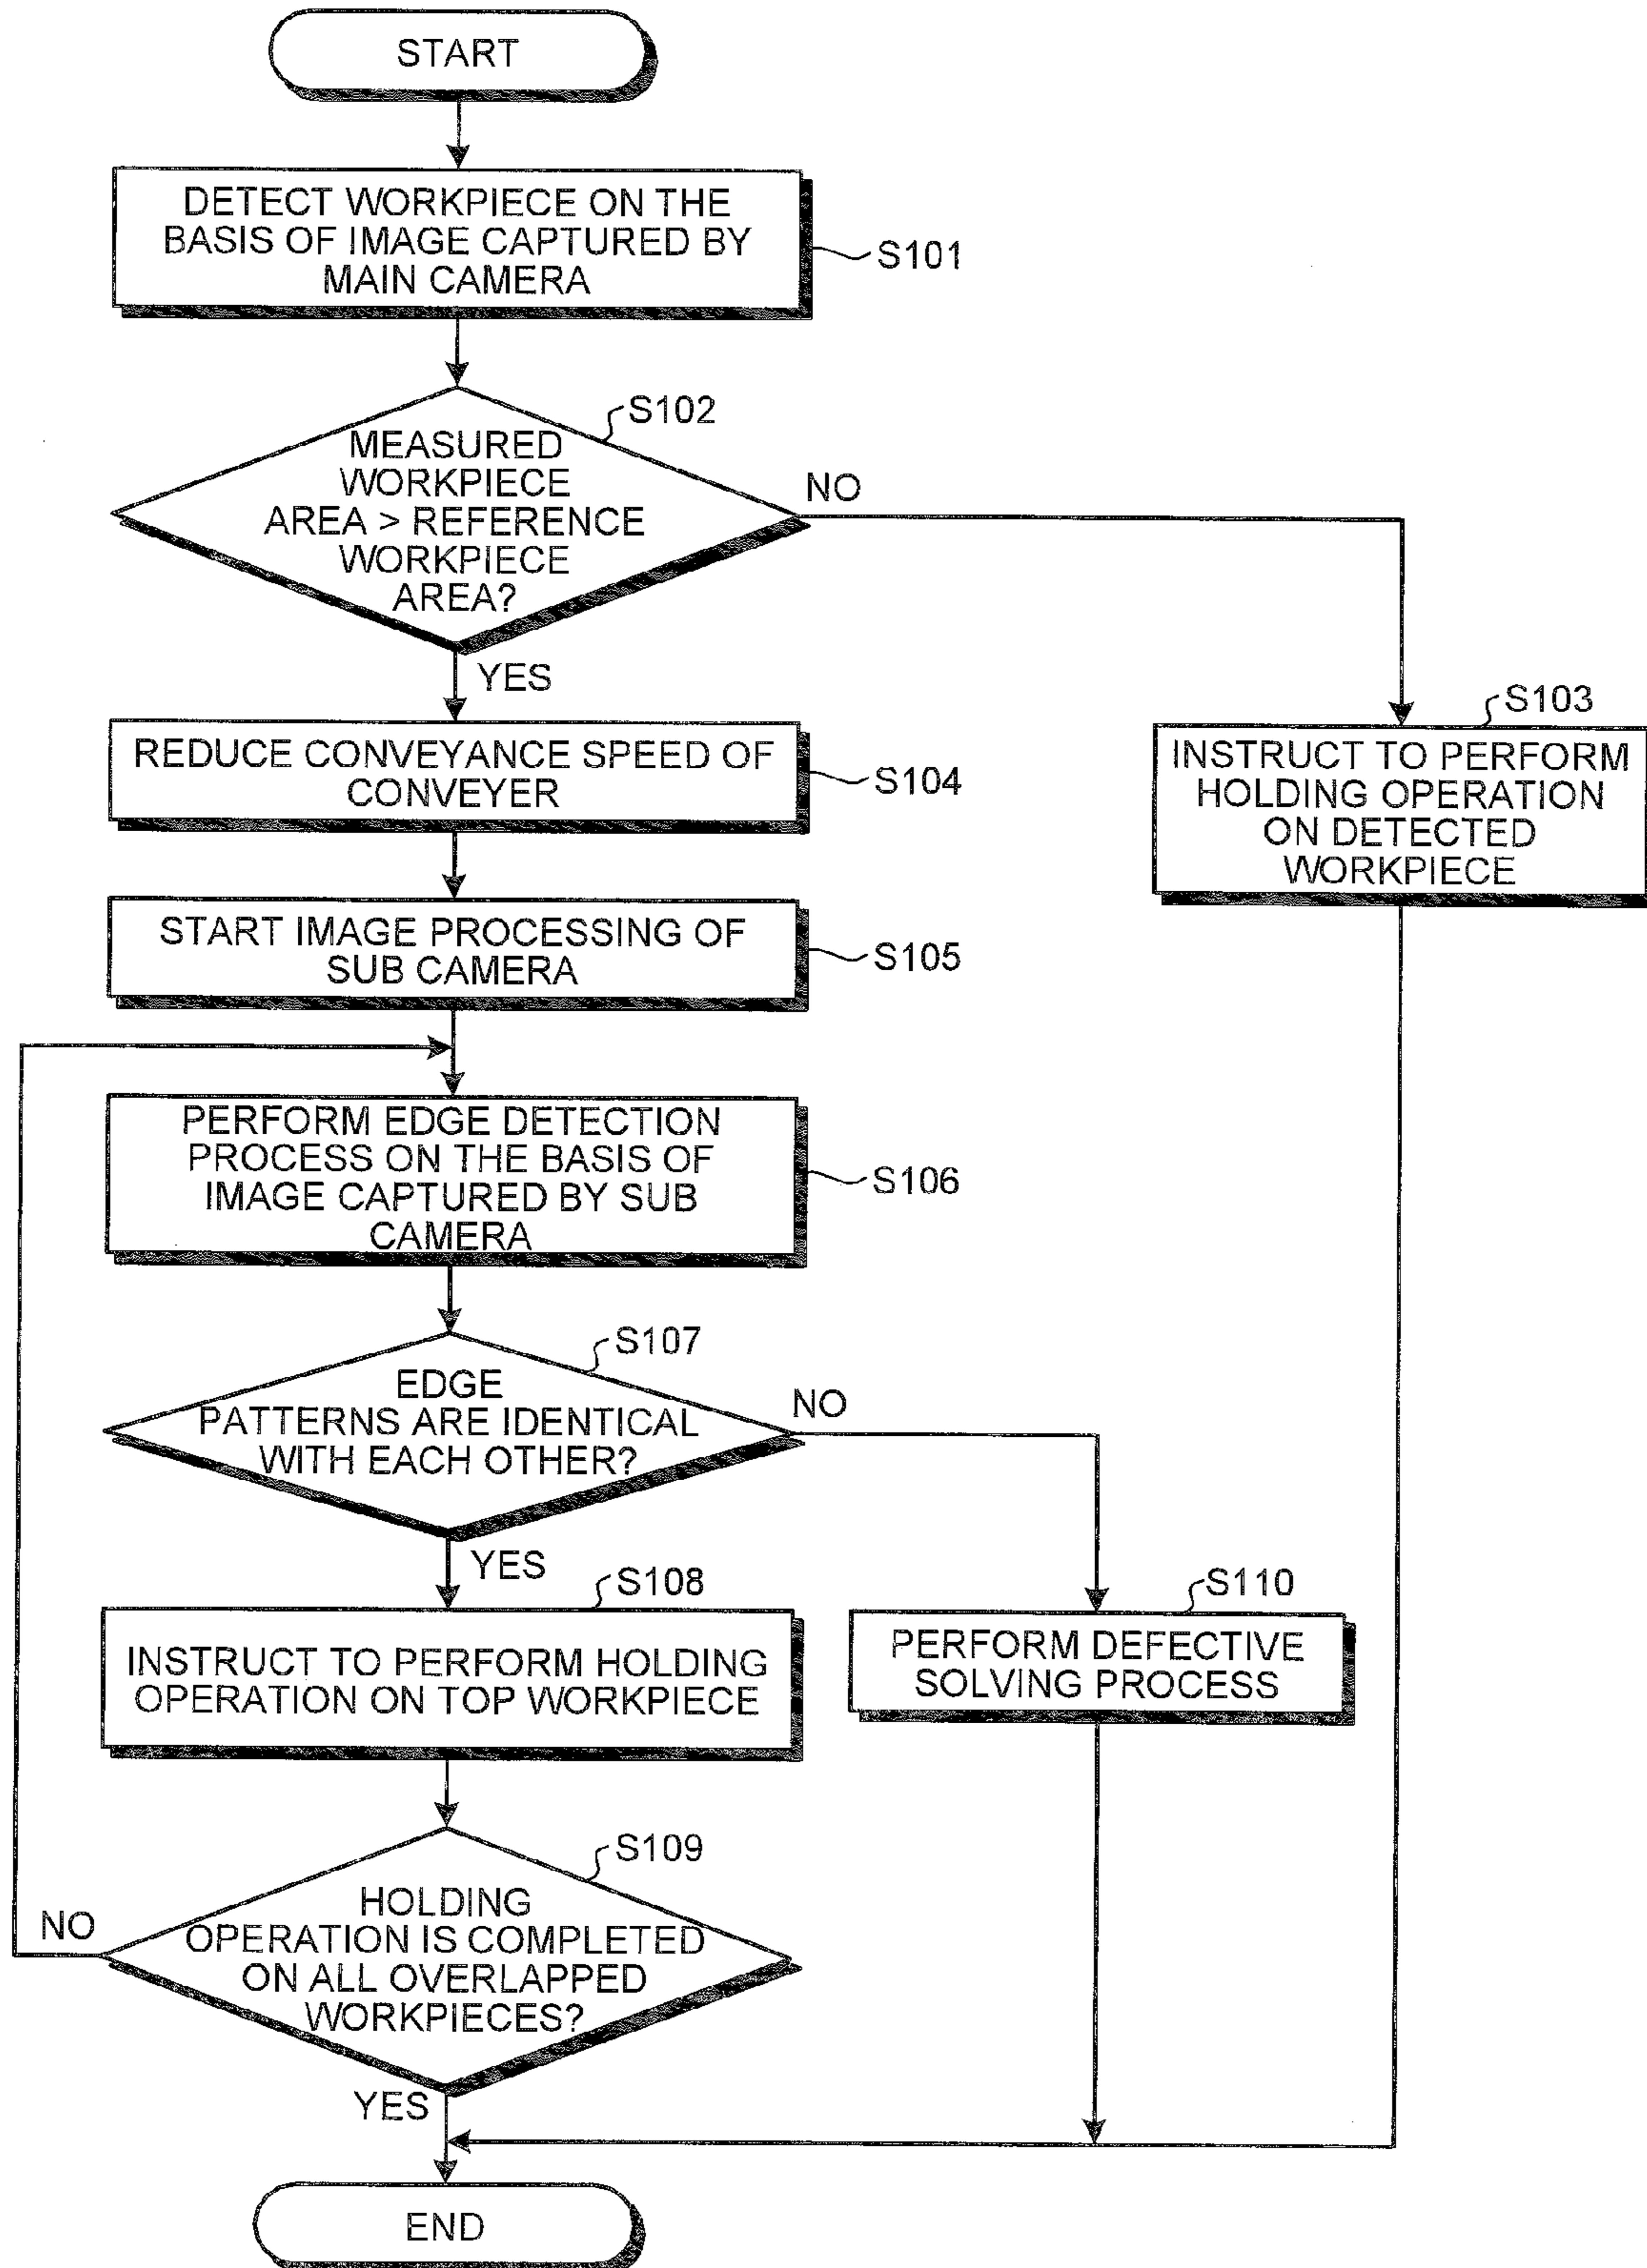 START
DETECT WORKPIECE ON THE
BASIS OF IMAGE CAPTURED BY
MAIN CAMERA
S101
S102
MEASURED
WORKPIECE
AREA > REFERENCE
WORKPIECE
AREA?
NO
YES
S103
INSTRUCT TO PERFORM
HOLDING OPERATION
ON DETECTED
WORKPIECE
REDUCE CONVEYANCE SPEED OF
CONVEYER
S104
START IMAGE PROCESSING OF
SUB CAMERA
S105
PERFORM EDGE DETECTION
PROCESS ON THE BASIS OF
IMAGE CAPTURED BY SUB
CAMERA
S106
S107
EDGE
PATTERNS ARE IDENTICAL
WITH EACH OTHER?
NO
YES
S108
INSTRUCT TO PERFORM HOLDING
OPERATION ON TOP WORKPIECE
S110
PERFORM DEFECTIVE
SOLVING PROCESS
S109
HOLDING
OPERATION IS COMPLETED
ON ALL OVERLAPPED
WORKPIECES?
NO
YES
END